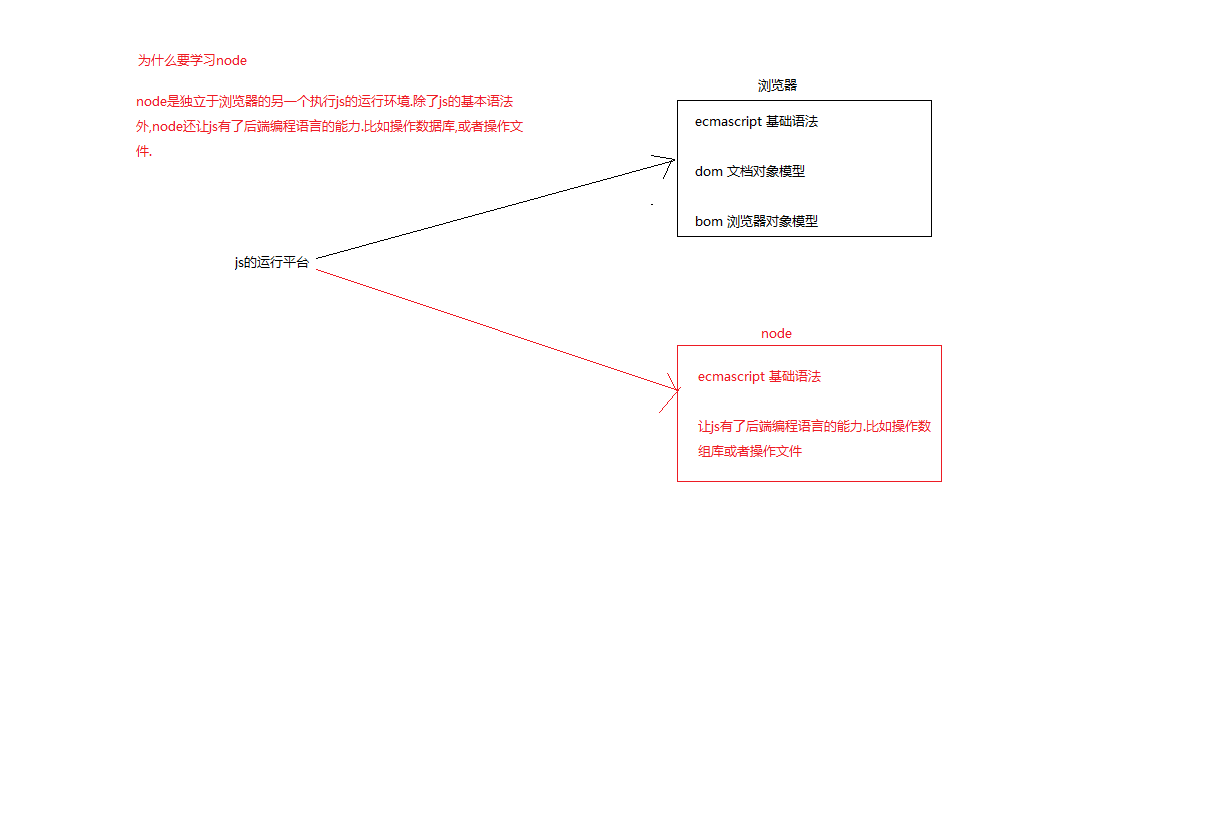 为什么要学习node
node是独立于浏览器的另一个执行js的运行环境.除了js的基本语法
外,node还让js有了后端编程语言的能力.比如操作数据库,或者操作文
件.
浏览器
ecmascript 基础语法
dom 文档对象模型
bom 浏览器对象模型
js的运行平台
node
ecmascript 基础语法
让js有了后端编程语言的能力.比如操作数
组库或者操作文件